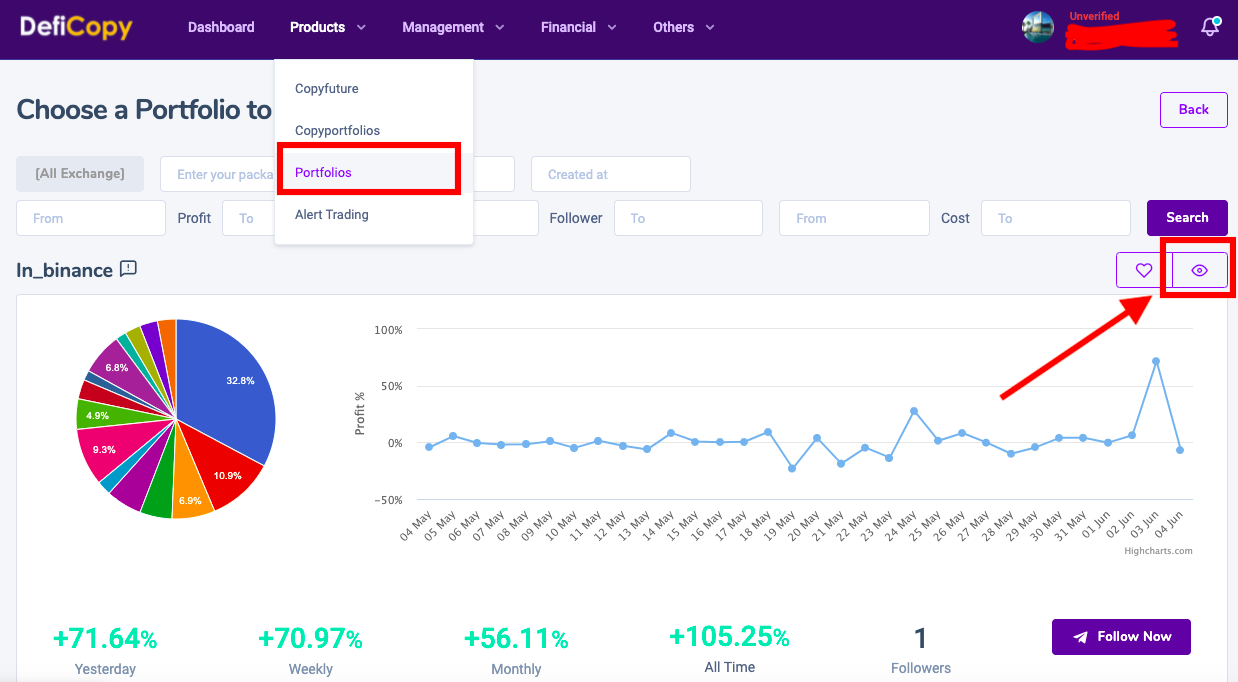 DefiCopy
Dashboard
Products
Management
Financial
Others
Unverified
Copyfuture
Copyportfolios
Portfolios
Alert Trading
Choose a Portfolio to
Back
[All Exchange]
Enter your packa
Created at
From
Profit
To
Follower
To
From
Cost
To
Search
In_binance
100%
50%
0%
-50%
Profit %
32.8%
10.9%
6.9%
9.3%
4.9%
6.8%
04 May
05 May
06 May
07 May
08 May
09 May
10 May
11 May
12 May
13 May
14 May
15 May
16 May
17 May
18 May
19 May
20 May
21 May
22 May
23 May
24 May
25 May
26 May
27 May
28 May
29 May
30 May
31 May
01 Jun
02 Jun
03 Jun
04 Jun
Highcharts.com
+71.64%
Yesterday
+70.97%
Weekly
+56.11%
Monthly
+105.25%
All Time
1
Followers
Follow Now